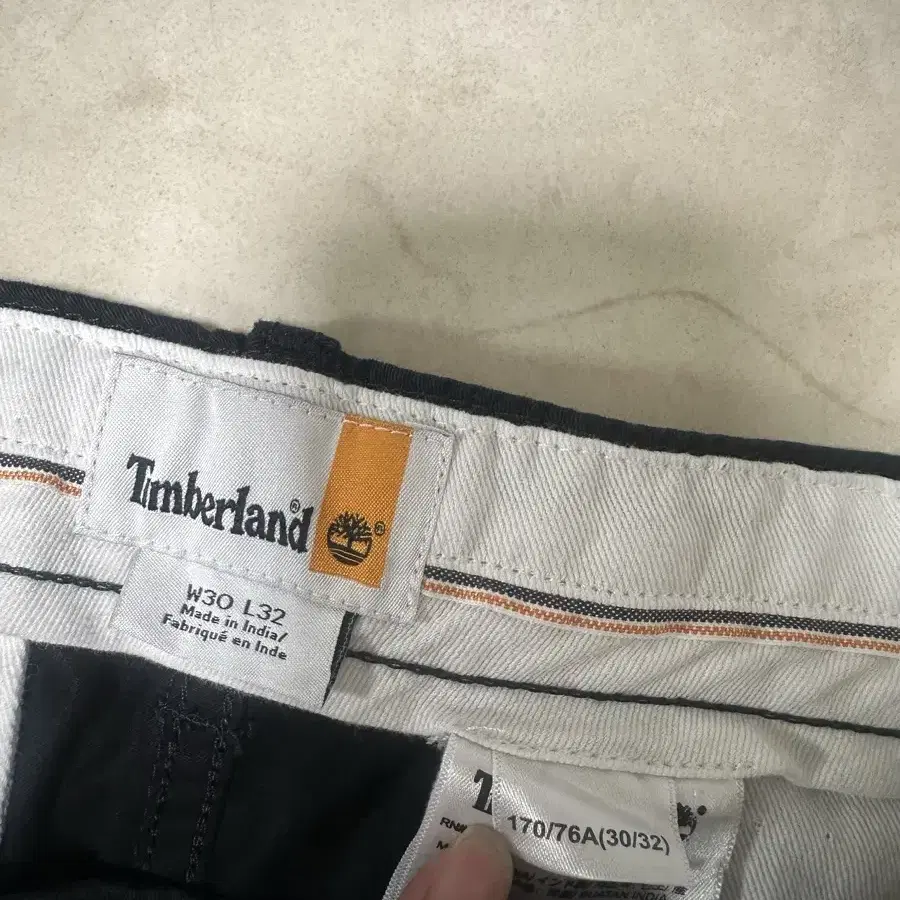 Timberland®
®
W30 L32
Made in India/
Fabriqué en Inde
170/76A(30/32)